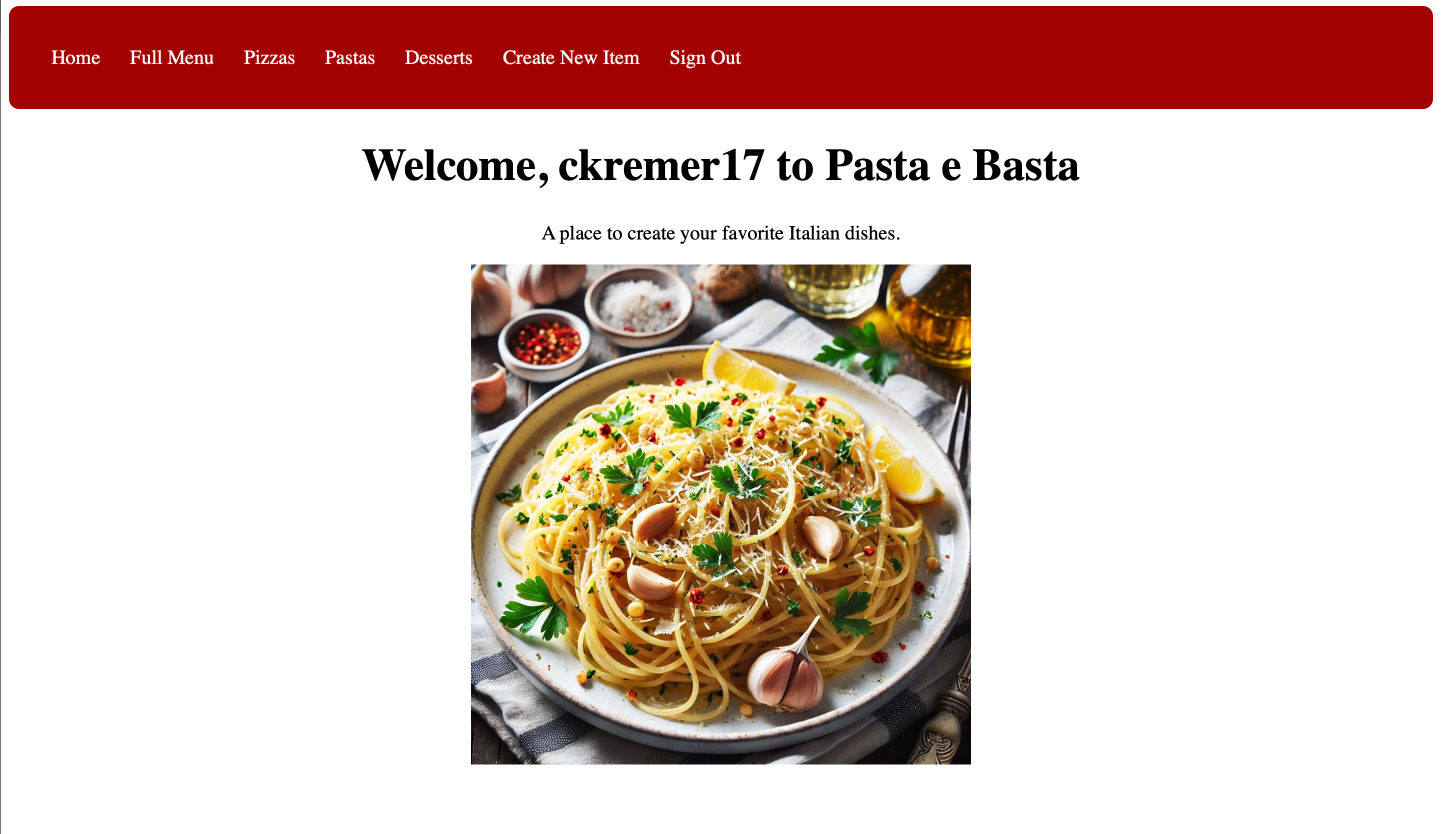 Home Full Menu Pizzas Pastas Desserts Create New Item Sign Out
Welcome, ckremer17 to Pasta e Basta
A place to create your favorite Italian dishes.